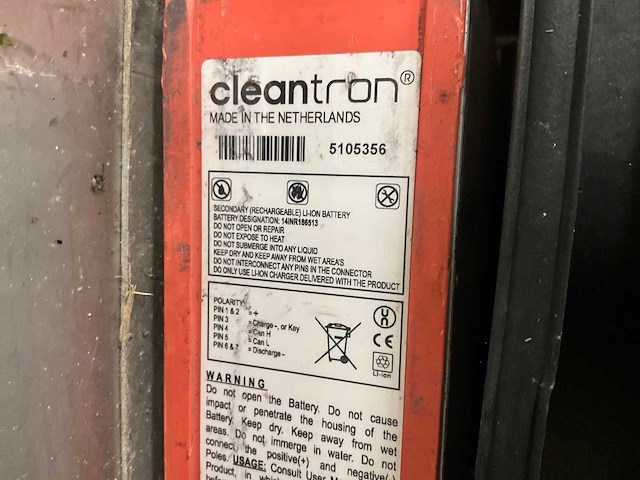 cleantron®
MADE IN THE NETHERLANDS
5105356
SECONDARY (RECHARGEABLE) LI-ION BATTERY
BATTERY DESIGNATION: 14INR186513
DO NOT OPEN OR REPAIR
DO NOT EXPOSE TO HEAT
DO NOT SUBMERGE INTO ANY LIQUID
KEEP DRY AND KEEP AWAY FROM WET AREA'S
DO NOT INTERCONNECT ANY PINS IN THE CONNECTOR
DO ONLY USE LI-ION CHARGER DELIVERED WITH THE PRODUCT
POLARITY:
PIN 1 & 2 = +
PIN 3 = Charge-, or Key
PIN 4 = Can H
PIN 5 = Can L
PIN 6 & 7 = Discharge-
CE
Li-ion
WARNING
Do not open the Battery. Do not cause
impact or penetrate the housing of the
Battery. Keep dry. Keep away from wet
areas. Do not immerge in water. Do not
connect the positive(+) and negative(-)
Poles. USAGE: Consult User
Product, in which